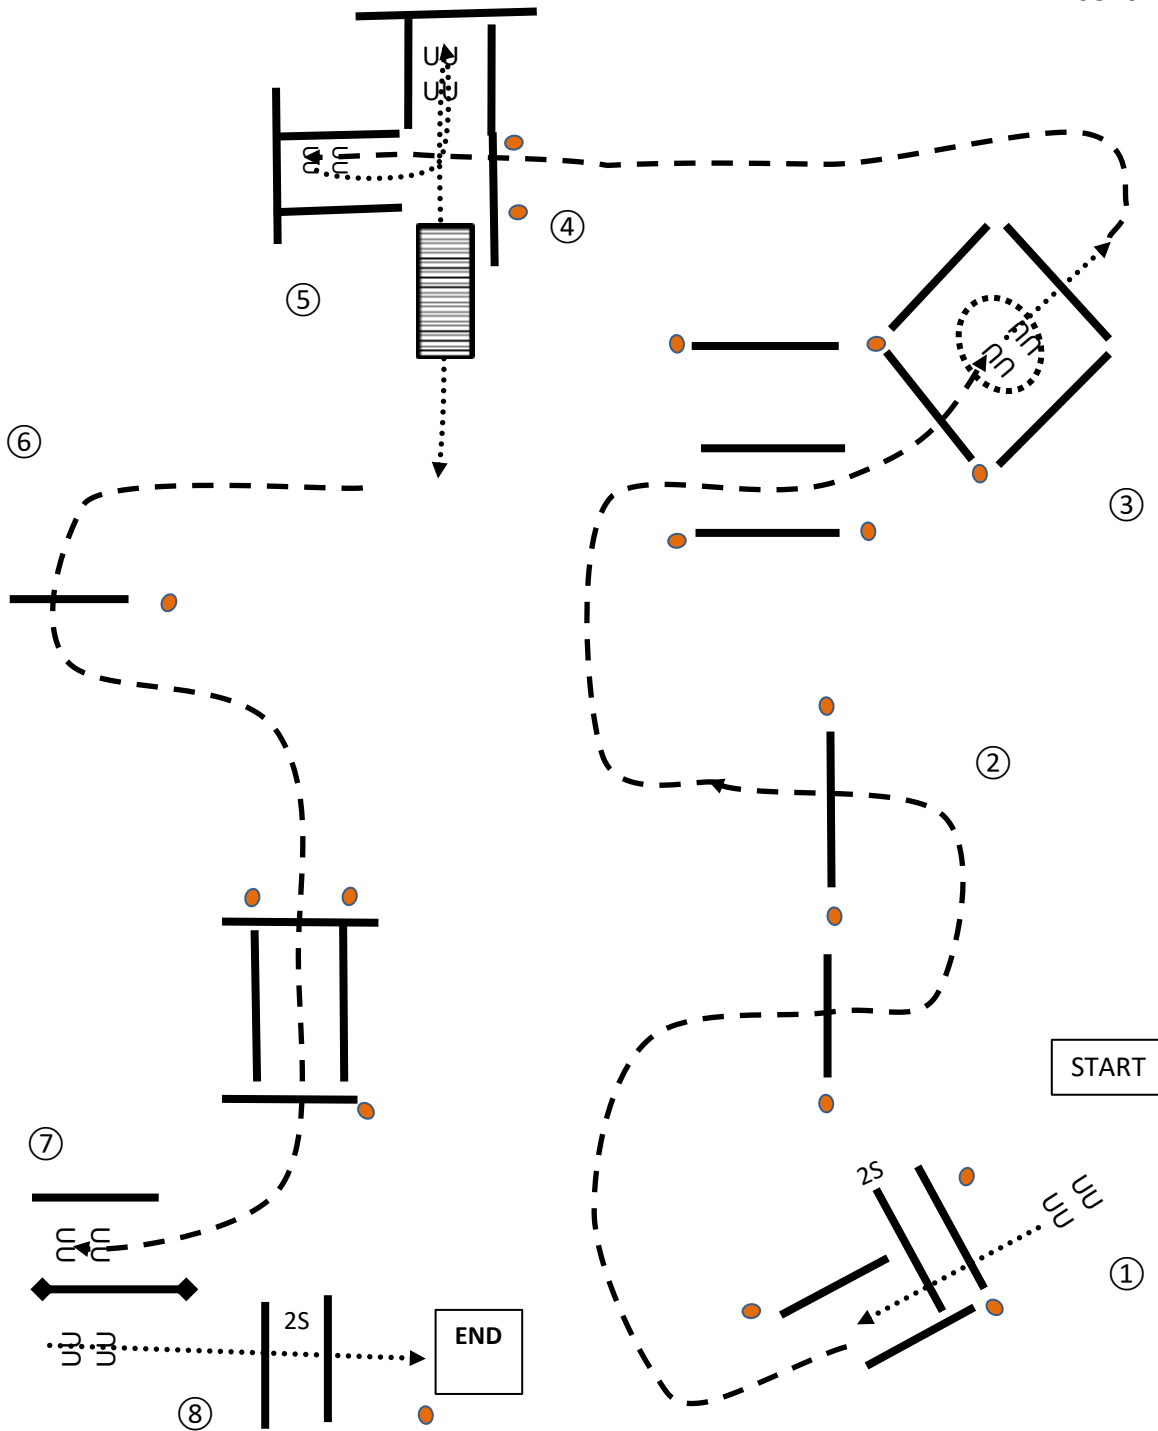 ④
⑤
⑥
③
②
START
2S
⑦
①
2S
END
⑧